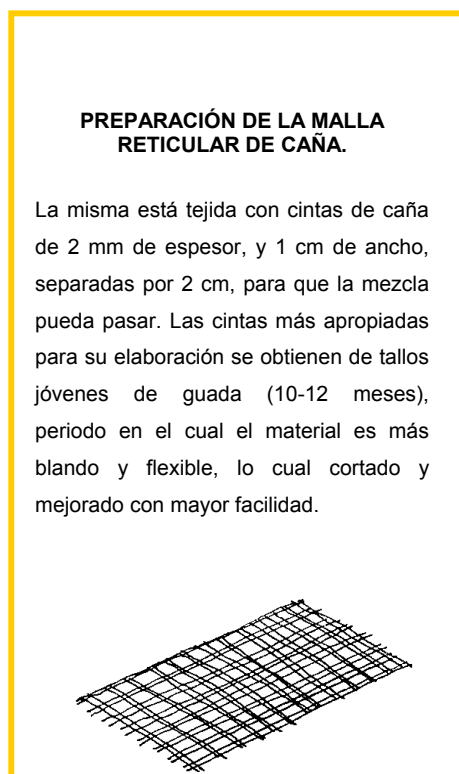 PREPARACIÓN DE LA MALLA
RETICULAR DE CAÑA.
La misma está tejida con cintas de caña
de 2 mm de espesor, y 1 cm de ancho,
separadas por 2 cm, para que la mezcla
pueda pasar. Las cintas más apropiadas
para su elaboración se obtienen de tallos
jóvenes de guada (10-12 meses),
periodo en el cual el material es más
blando y flexible, lo cual cortado y
mejorado con mayor facilidad.